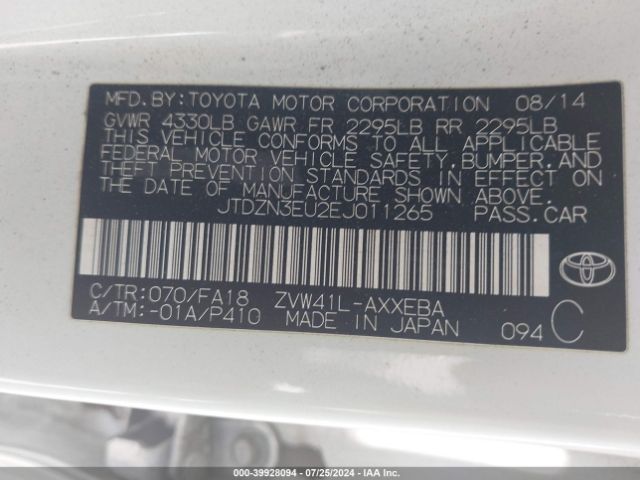 MFD.BY:TOYOTA MOTOR CORPORATION 08/14
GVWR 4330LB GAWR FR 2295LB RR 2295LB
THIS VEHICLE CONFORMS TO ALL APPLICABLE
FEDERAL MOTOR VEHICLE SAFETY,BUMPER,AND
THEFT PREVENTION STANDARDS IN EFFECT ON
THE DATE OF MANUFACTURE SHOWN ABOVE.
JTDZN3EU2EJ011265 PASS.CAR
C/TR:070/FA18 ZVW41L-AXXEBA
A/TM:-01A/P410 MADE IN JAPAN 094 C
000-39928094 - 07/25/2024 - IAAI.COM